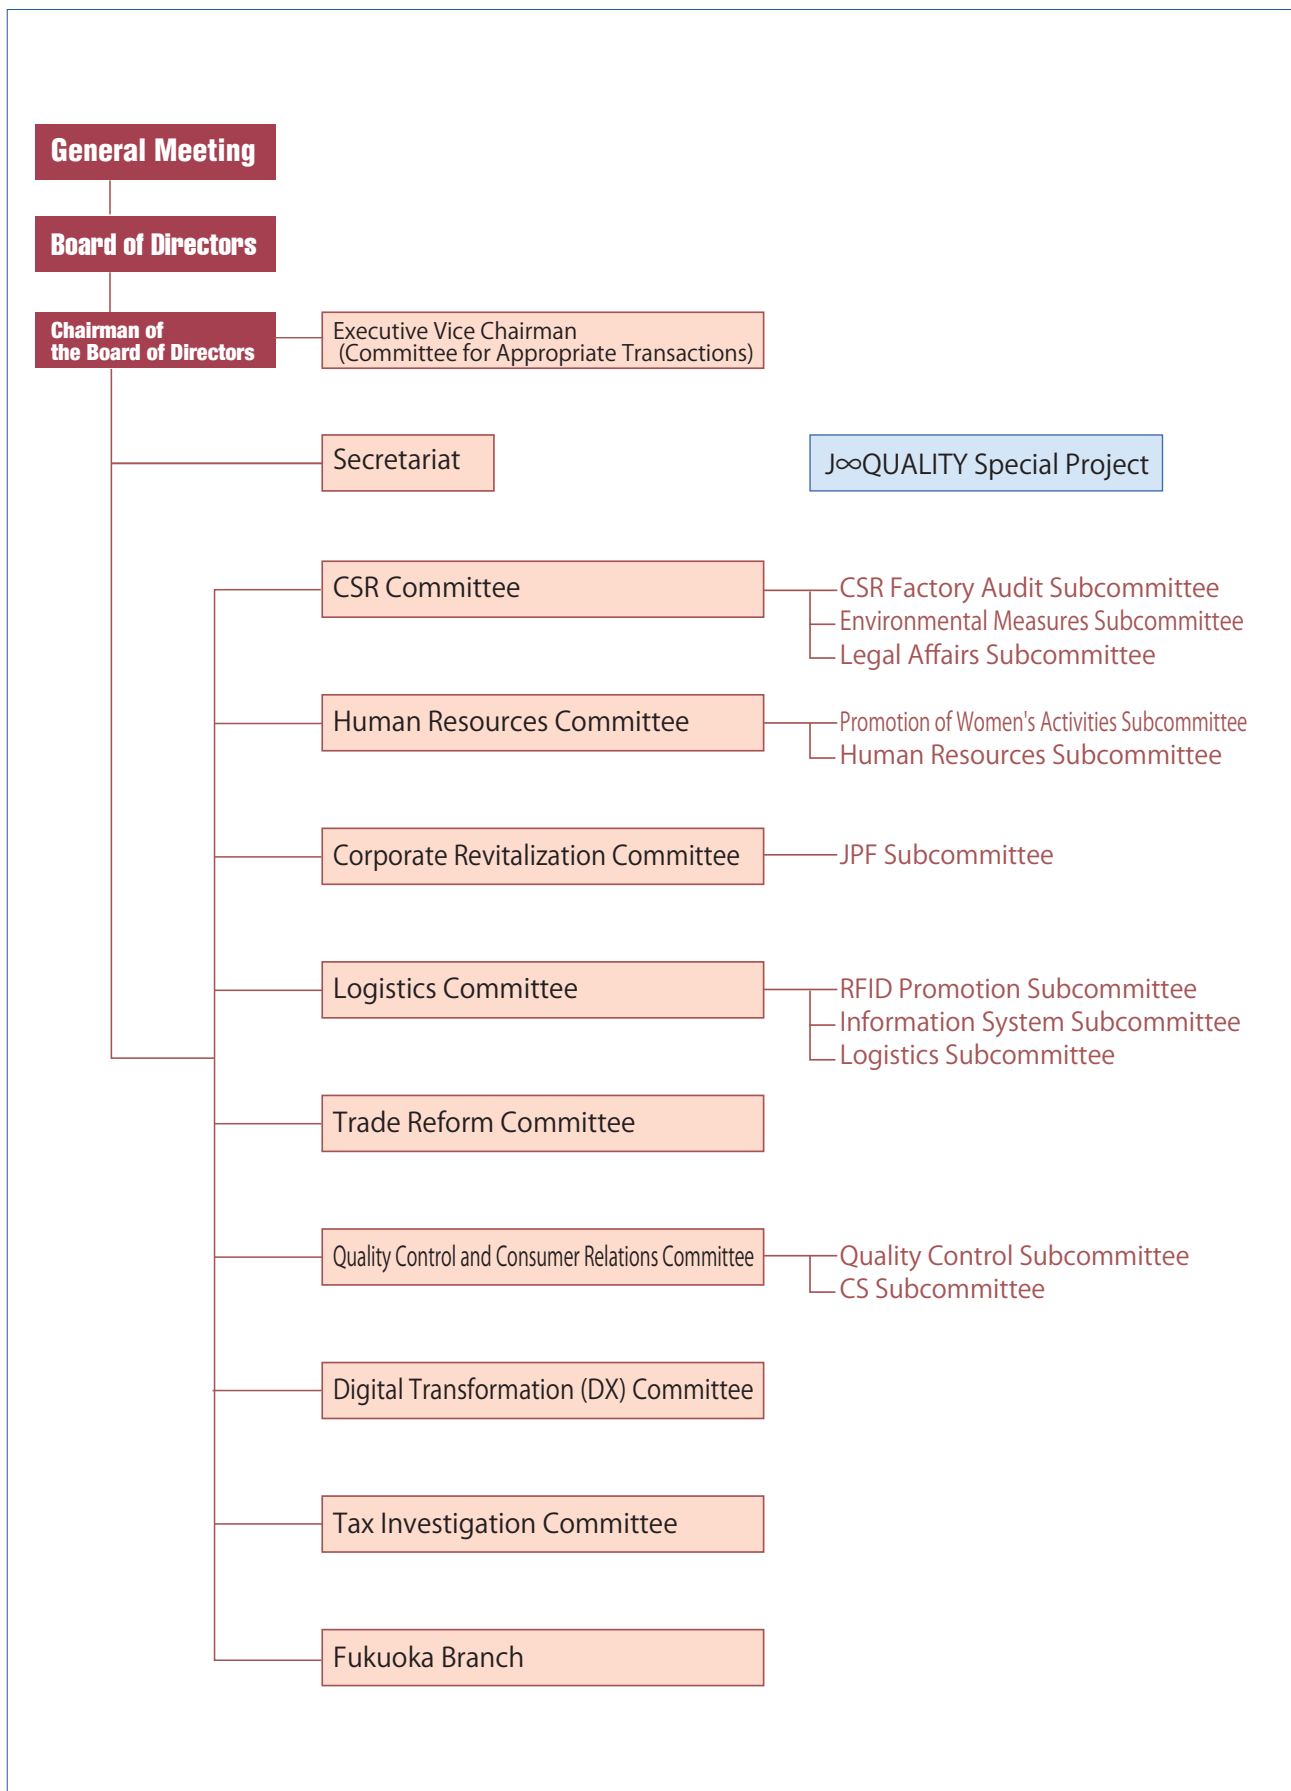 General Meeting
Board of Directors
Chairman of
the Board of Directors
Executive Vice Chairman
(Committee for Appropriate Transactions)
Secretariat
J∞QUALITY Special Project
CSR Committee
CSR Factory Audit Subcommittee
Environmental Measures Subcommittee
Legal Affairs Subcommittee
Human Resources Committee
Promotion of Women's Activities Subcommittee
Human Resources Subcommittee
Corporate Revitalization Committee
JPF Subcommittee
Logistics Committee
RFID Promotion Subcommittee
Information System Subcommittee
Logistics Subcommittee
Trade Reform Committee
Quality Control and Consumer Relations Committee
Quality Control Subcommittee
CS Subcommittee
Digital Transformation (DX) Committee
Tax Investigation Committee
Fukuoka Branch